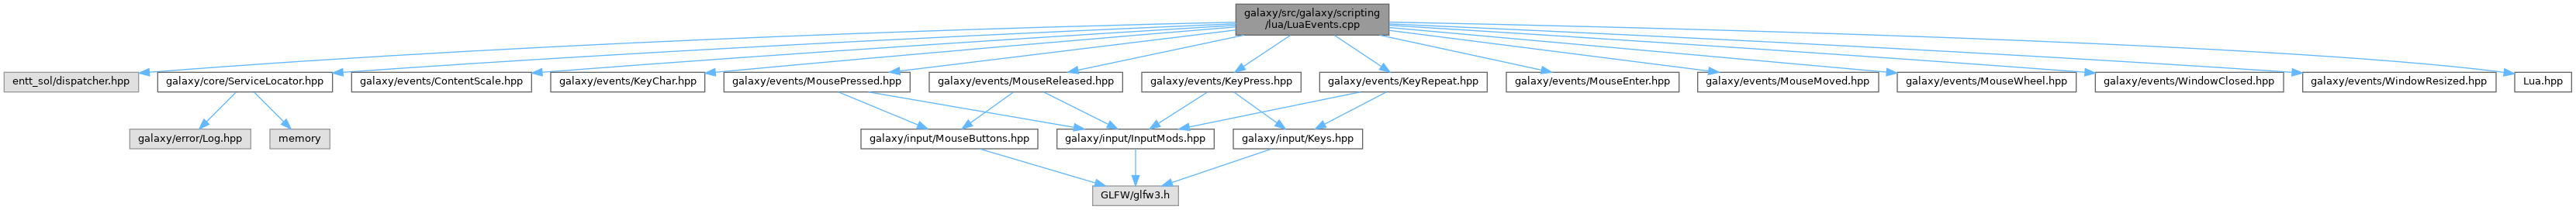 galaxy/src/galaxy/scripting
/lua/LuaEvents.cpp
entt_sol/dispatcher.hpp
galaxy/core/ServiceLocator.hpp
galaxy/events/ContentScale.hpp
galaxy/events/KeyChar.hpp
galaxy/events/MousePressed.hpp
galaxy/events/MouseReleased.hpp
galaxy/events/KeyPress.hpp
galaxy/events/KeyRepeat.hpp
galaxy/events/MouseEnter.hpp
galaxy/events/MouseMoved.hpp
galaxy/events/MouseWheel.hpp
galaxy/events/WindowClosed.hpp
galaxy/events/WindowResized.hpp
Lua.hpp
galaxy/error/Log.hpp
memory
galaxy/input/MouseButtons.hpp
galaxy/input/InputMods.hpp
galaxy/input/Keys.hpp
GLFW/glfw3.h